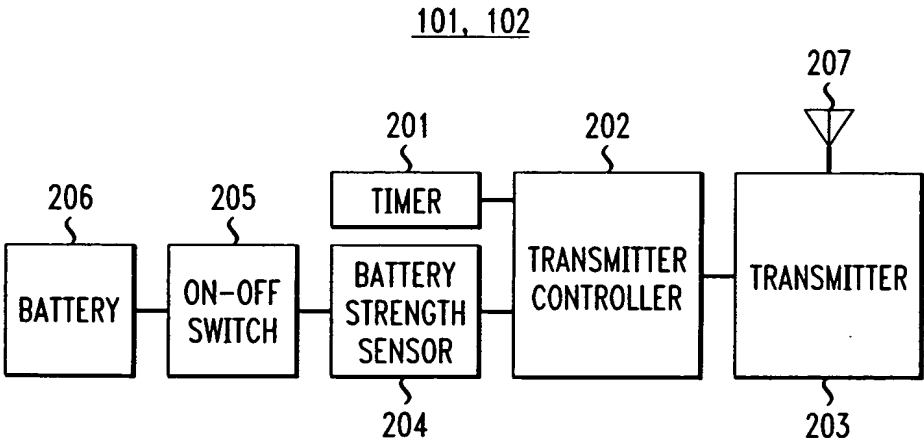 101, 102
207
201
202
206
205
TIMER
BATTERY
ON-OFF
SWITCH
BATTERY
STRENGTH
SENSOR
TRANSMITTER
CONTROLLER
TRANSMITTER
204
203